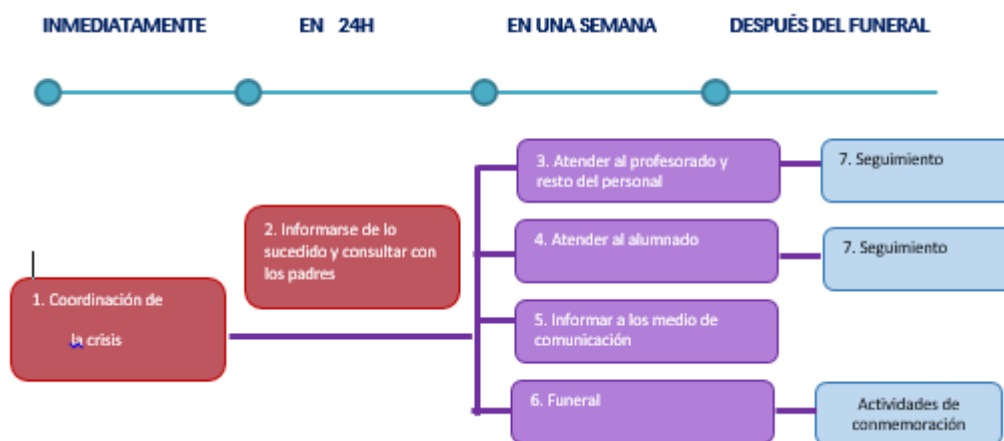 INMEDIATAMENTE EN 24H EN UNA SEMANA DESPUÉS DEL FUNERAL
1. Coordinación de
la crisis
2. Informarse de lo
sucedido y consultar con
los padres
3. Atender al profesorado y
resto del personal
4. Atender al alumnado
5. Informar a los medio de
comunicación
6. Funeral
7. Seguimiento
7. Seguimiento
Actividades de
conmemoración